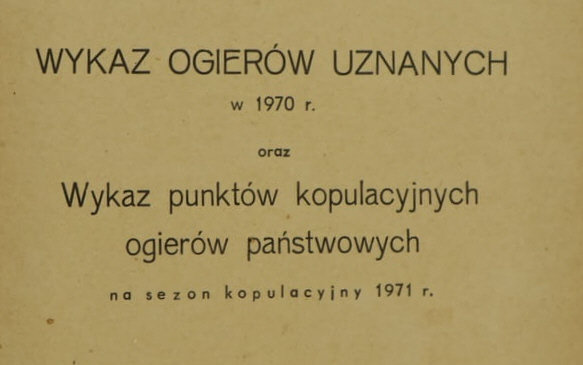 WYKAZ OGIERÓW UZNANYCH
w 1970 r.
oraz
Wykaz punktów kopulacyjnych
ogierów państwowych
na sezon kopulacyjny 1971 r.